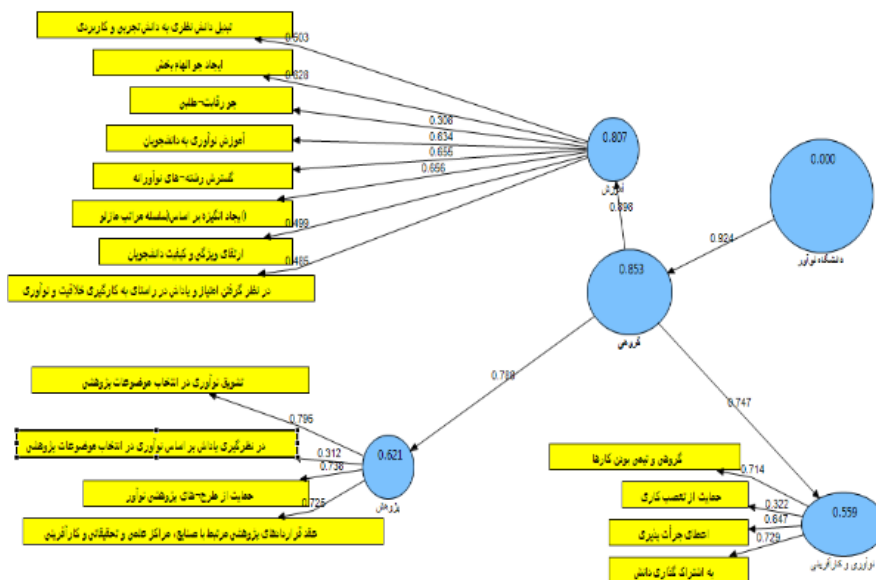 تبدیل دانش نظری به دانش تجربی و کاربردی
0.603
ایجاد جو الهام بخش
0.628
جو رقابت-طلبی
0.308
آموزش نوآوری به دانشجویان
0.634
گسترش رشته-های نوآورانه
0.655
0.656
(ایجاد انگیزه بر اساس(سلسله مراتب مازلو
0.499
ارتقای ویژگی و کیفیت دانشجویان
0.485
در نظر گرفتن امتیاز و پاداش در راستای به کارگیری خلاقیت و نوآوری
0.807
آموزش
0.898
0.000
دانشگاه نوآور
0.924
0.853
گروهی
0.788
0.747
تشویق نوآوری در انتخاب موضوعات پژوهشی
0.795
در نظرگیری پاداش بر اساس نوآوری در انتخاب موضوعات پژوهشی
0.312
0.738
حمایت از طرح-های پژوهشی نوآور
0.725
عقد قراردادهای پژوهشی مرتبط با صنایع، مراکز علمی و تحقیقاتی و کارآفرینی
0.621
پژوهش
گروهی و تیمی بودن کارها
0.714
حمایت از تعصب کاری
0.322
اعطای جرأت پذیری
0.647
0.729
به اشتراک گذاری دانش
0.559
نوآوری و کارآفرینی